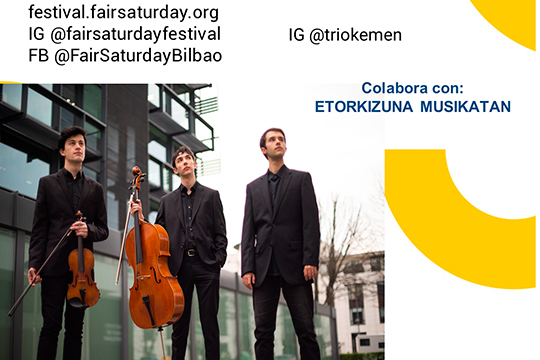 festival.fairsaturday.org
IG @fairsaturdayfestival
FB @FairSaturdayBilbao
IG @triokemen
Colabora con:
ETORKIZUNA MUSIKATAN